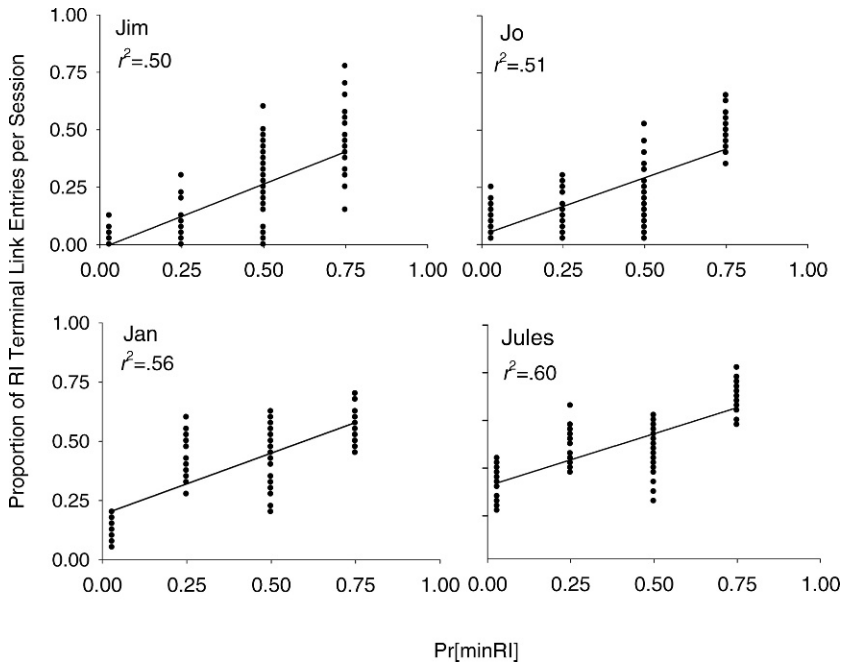 Proportion of RI Terminal Link Entries per Session
Jim
r²=.50
1.00
0.75
0.50
0.25
0.00
0.00 0.25 0.50 0.75 1.00
Jo
r²=.51
0.00 0.25 0.50 0.75 1.00
Jan
r²=.56
1.00
0.75
0.50
0.25
0.00
0.00 0.25 0.50 0.75 1.00
Jules
r²=.60
0.00 0.25 0.50 0.75 1.00
Pr[minRI]